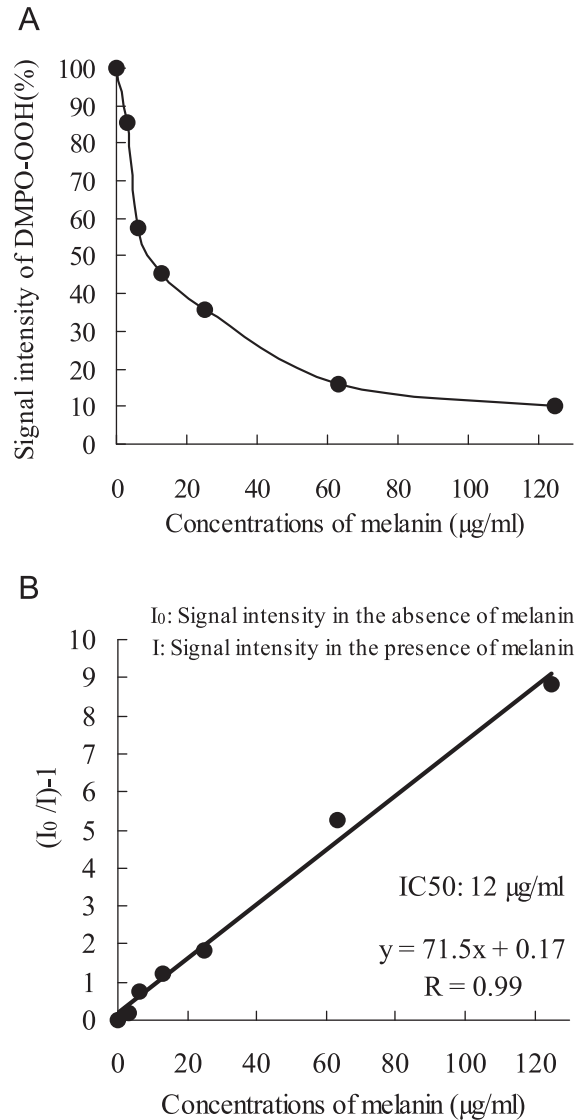 A
Signal intensity of DMPO-OOH(%)
100
90
80
70
60
50
40
30
20
10
0
0 20 40 60 80 100 120
Concentrations of melanin (μg/ml)
B
I₀: Signal intensity in the absence of melanin
I: Signal intensity in the presence of melanin
(I₀ /I)-1
10
9
8
7
6
5
4
3
2
1
0
IC50: 12 μg/ml
y = 71.5x + 0.17
R = 0.99
0 20 40 60 80 100 120
Concentrations of melanin (μg/ml)